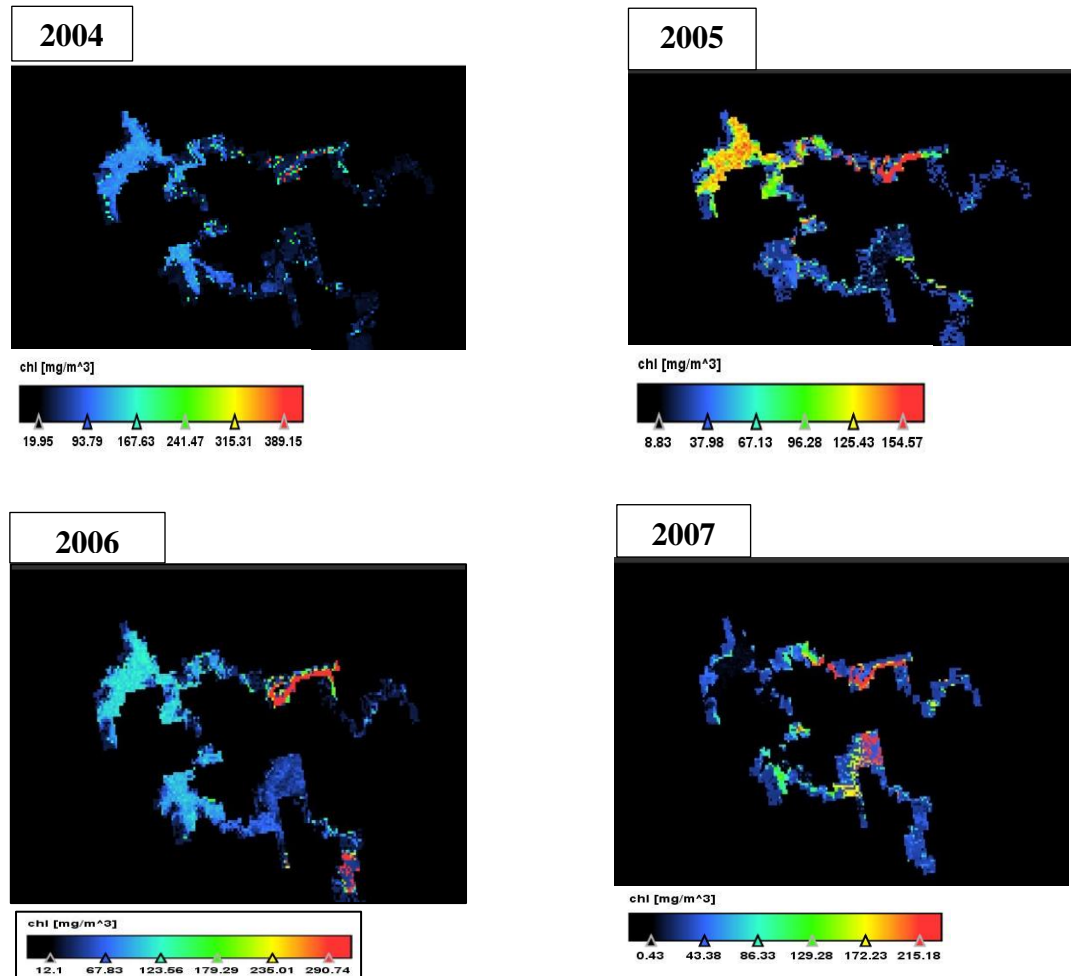 2004
2005
chl [mg/m^3]
19.95 93.79 167.63 241.47 315.31 389.15
chl [mg/m^3]
8.83 37.98 67.13 96.28 125.43 154.57
2006
2007
chl [mg/m^3]
12.1 67.83 123.56 179.29 235.01 290.74
chl [mg/m^3]
0.43 43.38 86.33 129.28 172.23 215.18